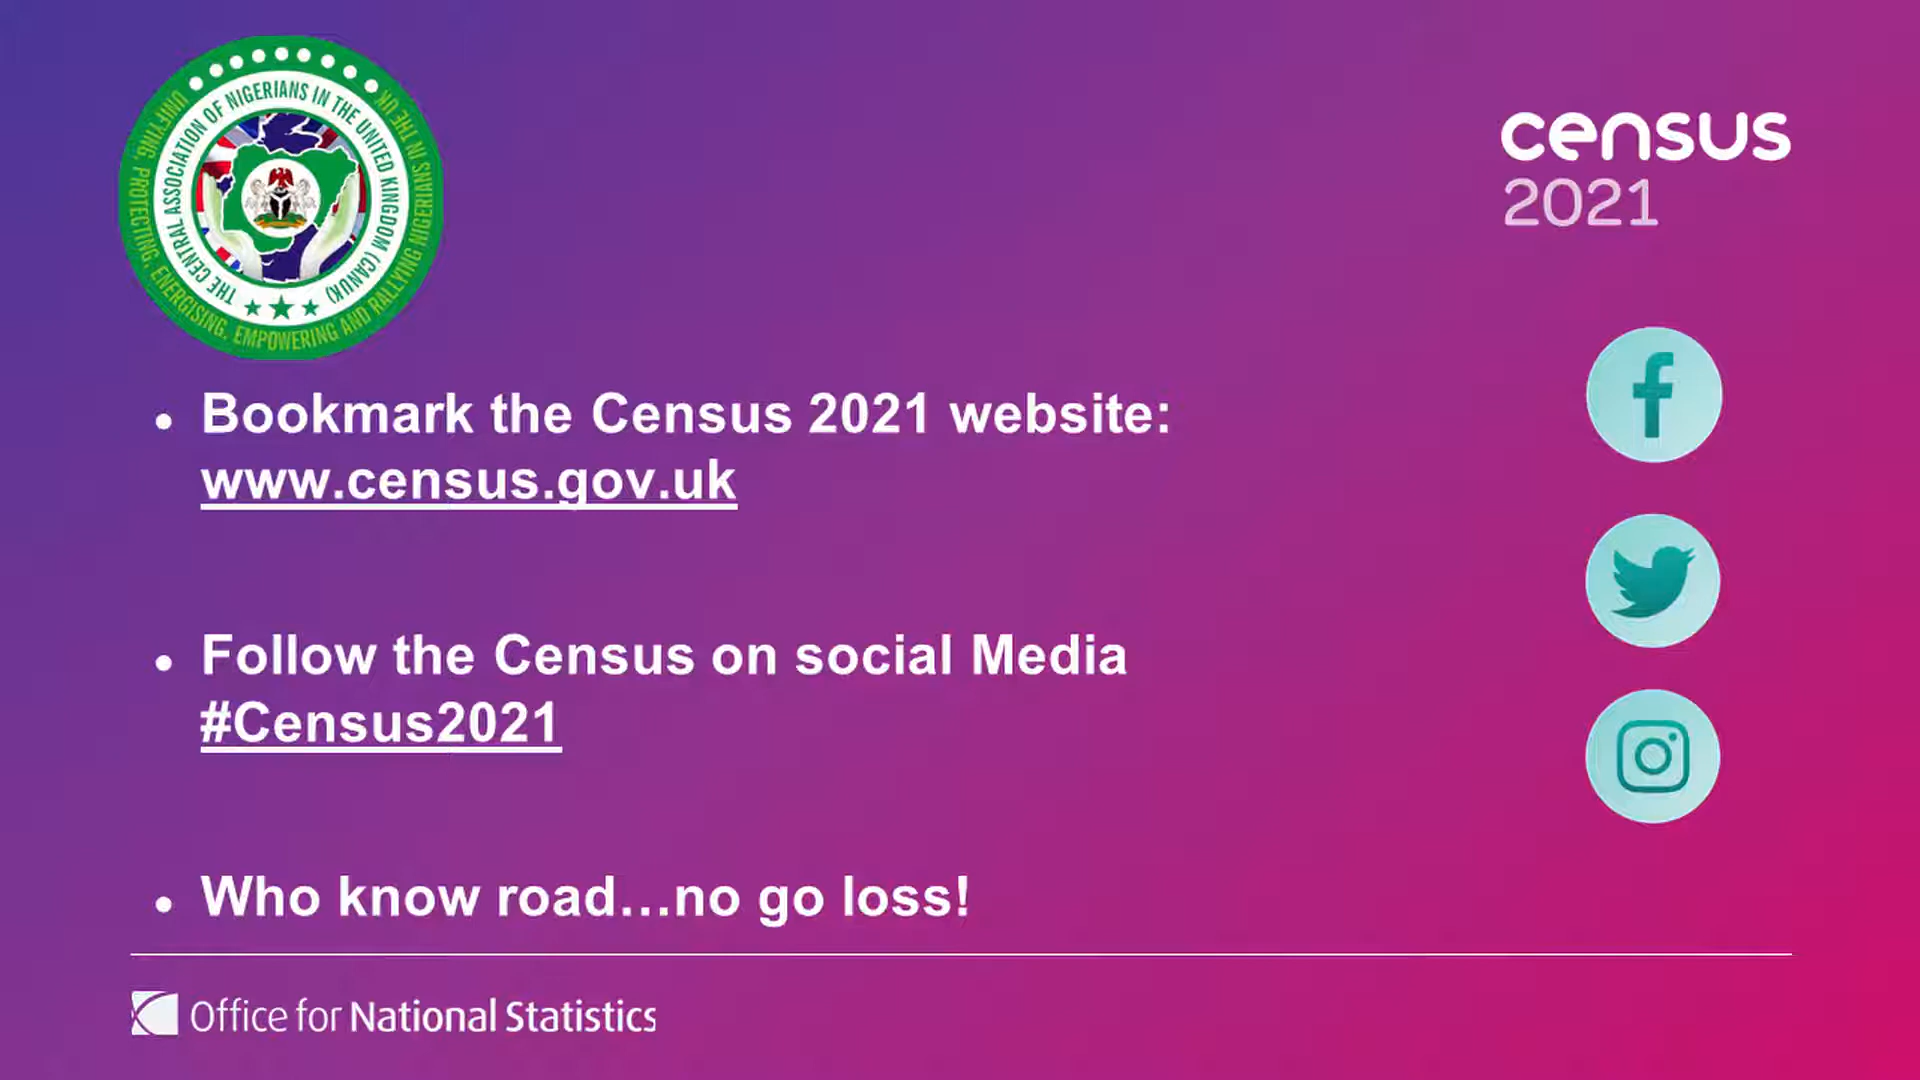 UNIFYING, PROTECTING, ENERGISING, EMPOWERING AND RALLYING NIGERIANS IN THE UK
THE CENTRAL ASSOCIATION OF NIGERIANS IN THE UNITED KINGDOM (CANUK)
census
2021
• Bookmark the Census 2021 website:
www.census.gov.uk
• Follow the Census on social Media
#Census2021
• Who know road...no go loss!
Office for National Statistics